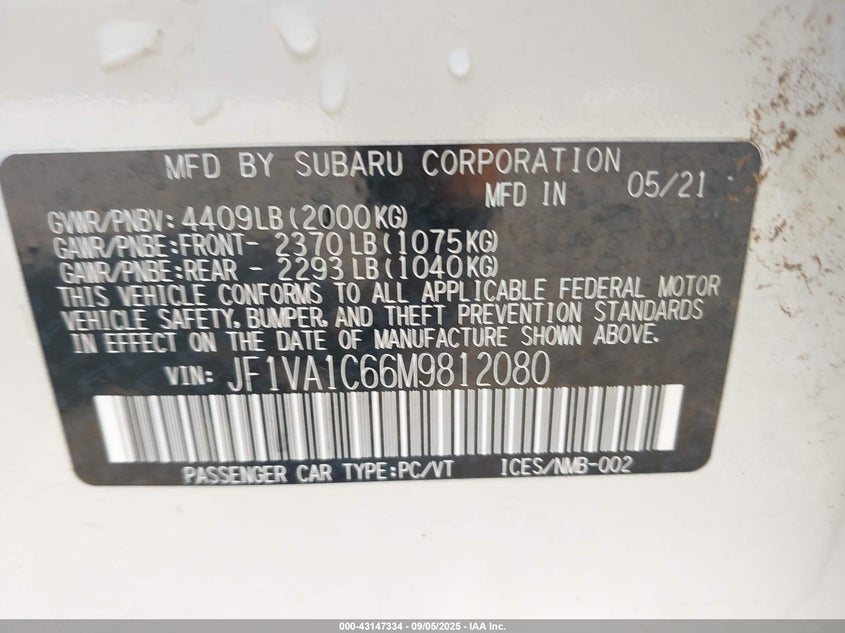 MFD BY SUBARU CORPORATION
MFD IN 05/21
GVWR/PNBV: 4409LB(2000KG)
GAWR/PNBE:FRONT- 2370LB(1075KG)
GAWR/PNBE:REAR - 2293LB(1040KG)
THIS VEHICLE CONFORMS TO ALL APPLICABLE FEDERAL MOTOR
VEHICLE SAFETY, BUMPER, AND THEFT PREVENTION STANDARDS
IN EFFECT ON THE DATE OF MANUFACTURE SHOWN ABOVE.
VIN: JF1VA1C66M9812080
PASSENGER CAR TYPE:PC/VT ICES/NMB-002
000-43147334 - 09/05/2025 - IAA Inc.